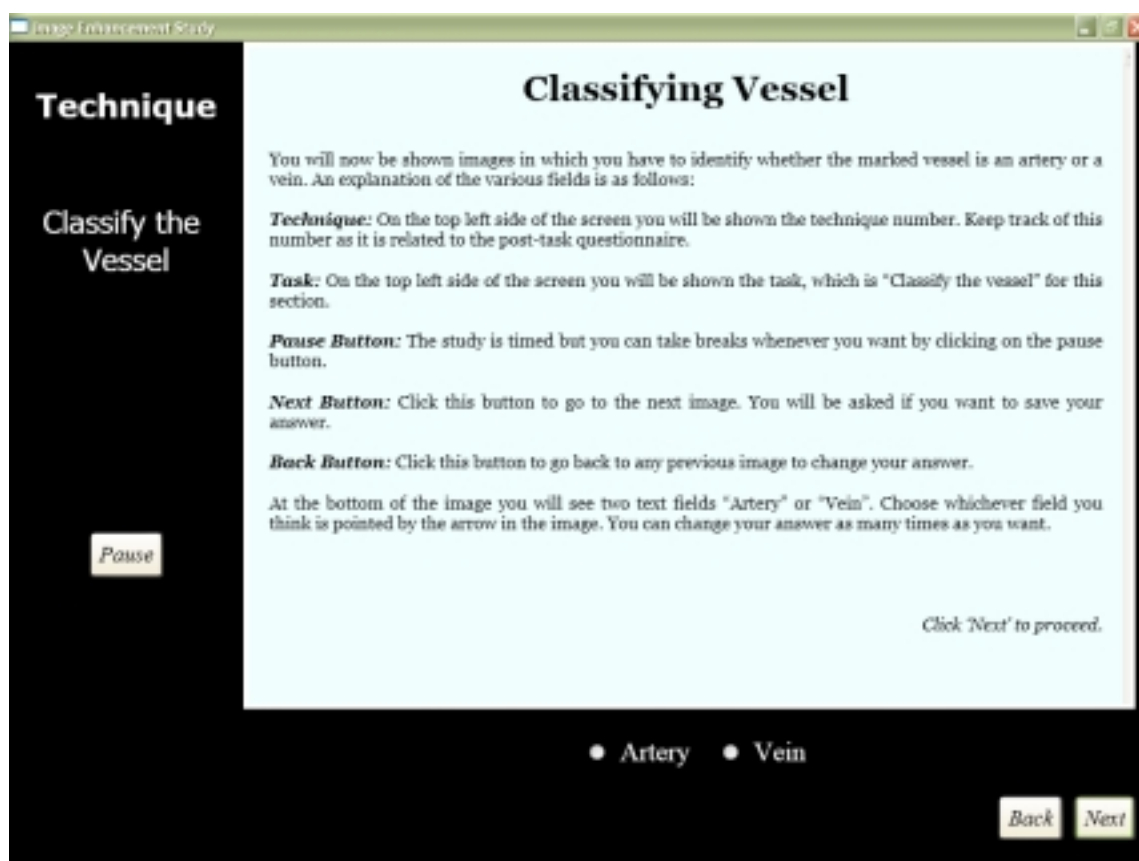 Image Enhancement Study
Technique
Classify the
Vessel
Classifying Vessel
You will now be shown images in which you have to identify whether the marked vessel is an artery or a
vein. An explanation of the various fields is as follows:
Technique: On the top left side of the screen you will be shown the technique number. Keep track of this
number as it is related to the post-task questionnaire.
Task: On the top left side of the screen you will be shown the task, which is “Classify the vessel” for this
section.
Pause Button: The study is timed but you can take breaks whenever you want by clicking on the pause
button.
Next Button: Click this button to go to the next image. You will be asked if you want to save your
answer.
Back Button: Click this button to go back to any previous image to change your answer.
At the bottom of the image you will see two text fields “Artery” or “Vein”. Choose whichever field you
think is pointed by the arrow in the image. You can change your answer as many times as you want.
Click ‘Next’ to proceed.
Pause
Artery Vein
Back Next